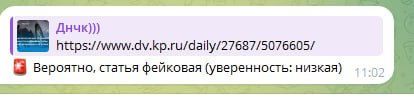 Днчк)))
https://www.dv.kp.ru/daily/27687/5076605/
🚨 Вероятно, статья фейковая (уверенность: низкая)
11:02